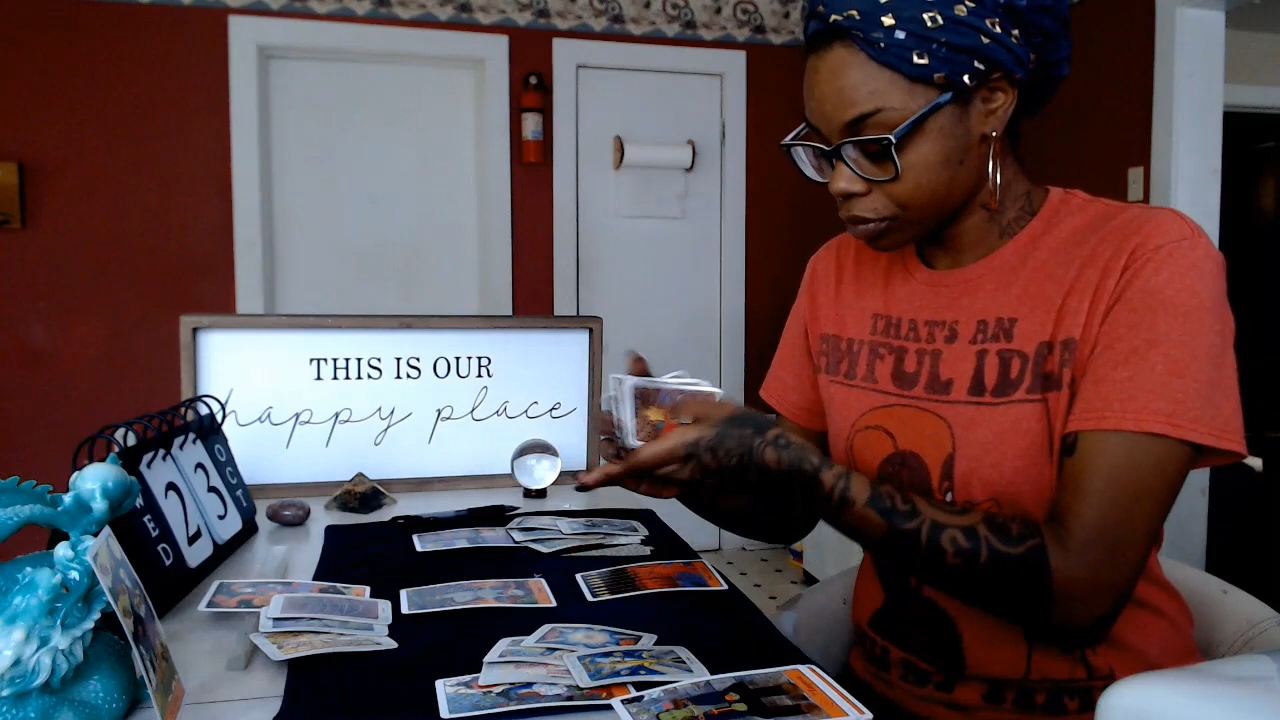 THIS IS OUR
happy place
THAT'S AN
AWFUL IDEA
OCT
23
WED